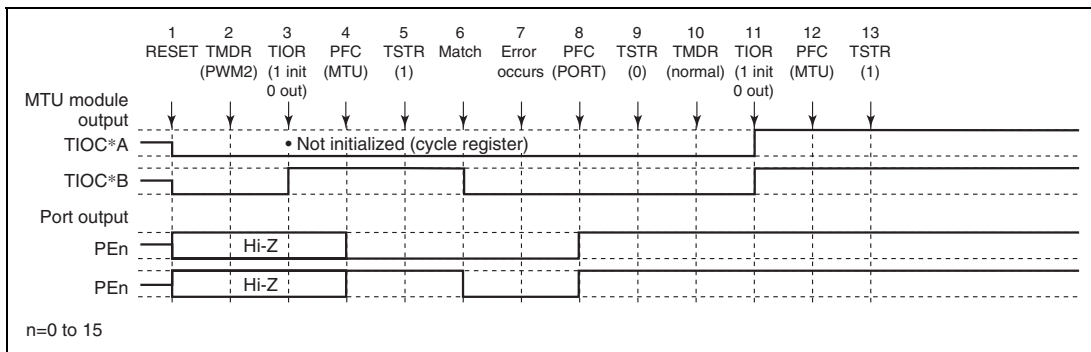 1 2 3 4 5 6 7 8 9 10 11 12 13
RESET TMDR TIOR PFC TSTR Match Error PFC TSTR TMDR TIOR PFC TSTR
(PWM2) (1 init (MTU) (1) occurs (PORT) (0) (normal) (1 init (MTU) (1)
0 out) 0 out)
MTU module
output
TIOC*A • Not initialized (cycle register)
TIOC*B
Port output
PEn Hi-Z
PEn Hi-Z
n=0 to 15